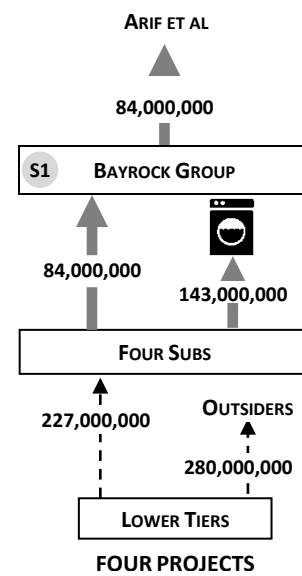 ARIF ET AL
84,000,000
S1 BAYROCK GROUP
84,000,000
143,000,000
FOUR SUBS
OUTSIDERS
227,000,000
280,000,000
LOWER TIERS
FOUR PROJECTS